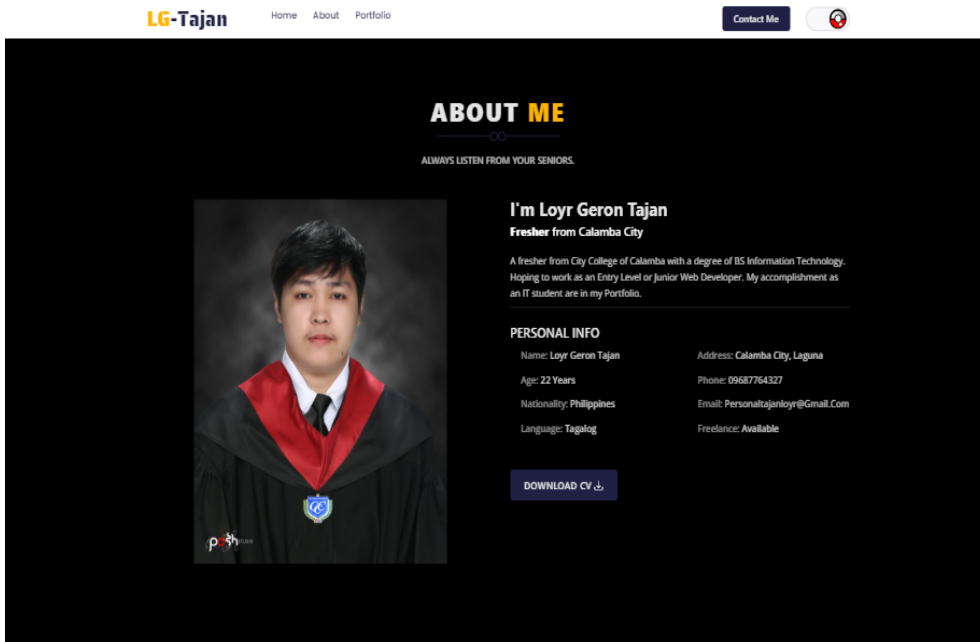 LG-Tajan
Home About Portfolio
Contact Me
ABOUT ME
ALWAYS LISTEN FROM YOUR SENIORS.
I'm Loyr Geron Tajan
Fresher from Calamba City
A fresher from City College of Calamba with a degree of BS Information Technology.
Hoping to work as an Entry Level or Junior Web Developer. My accomplishment as
an IT student are in my Portfolio.
PERSONAL INFO
Name: Loyr Geron Tajan
Address: Calamba City, Laguna
Age: 22 Years
Phone: 09687764327
Nationality: Philippines
Email: Personaltajanloyr@Gmail.Com
Language: Tagalog
Freelance: Available
DOWNLOAD CV
posh